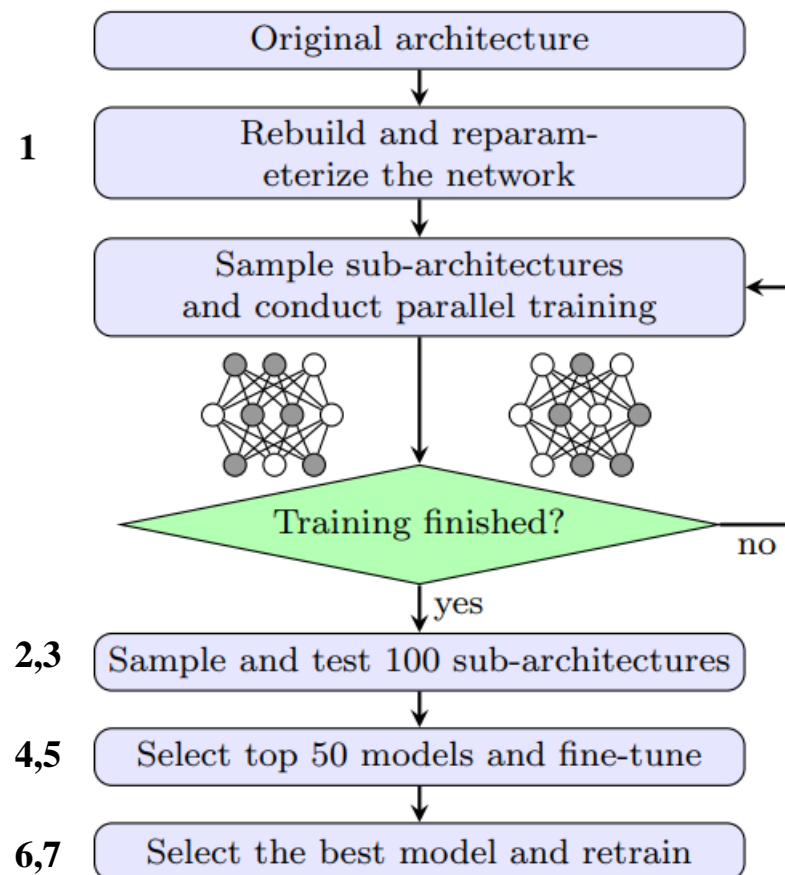 Original architecture
1
Rebuild and reparam-
eterize the network
Sample sub-architectures
and conduct parallel training
Training finished?
no
yes
2,3
Sample and test 100 sub-architectures
4,5
Select top 50 models and fine-tune
6,7
Select the best model and retrain